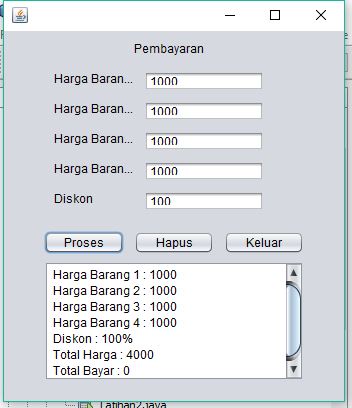 Pembayaran
Harga Baran... 1000
Harga Baran... 1000
Harga Baran... 1000
Harga Baran... 1000
Diskon 100
Proses Hapus Keluar
Harga Barang 1 : 1000
Harga Barang 2 : 1000
Harga Barang 3 : 1000
Harga Barang 4 : 1000
Diskon : 100%
Total Harga : 4000
Total Bayar : 0
Latihan2.java